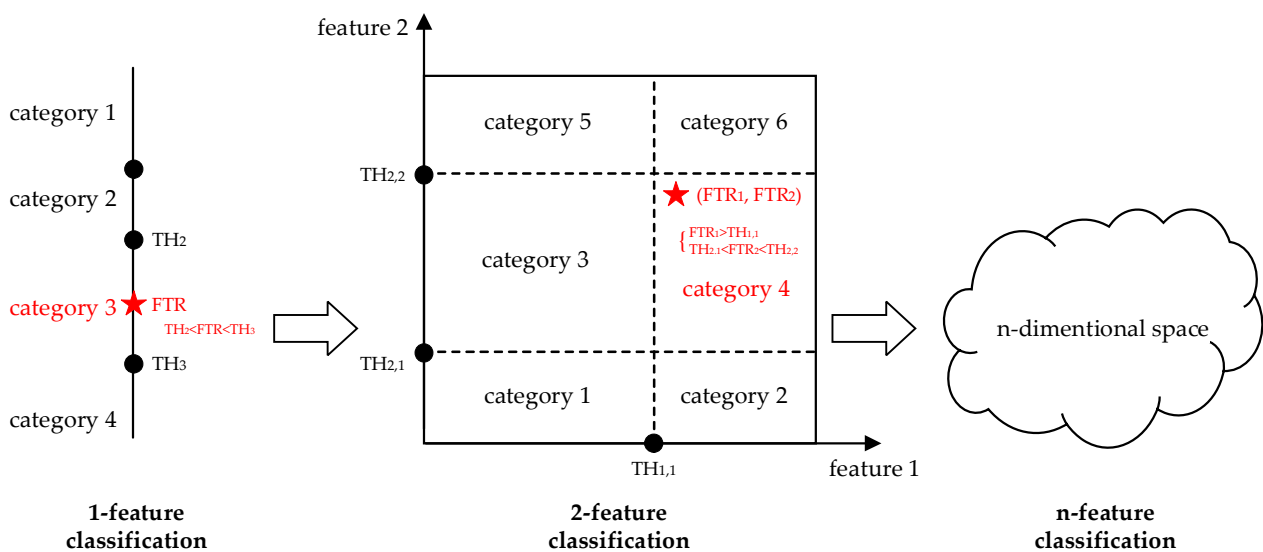 category 1
category 2
TH2
category 3
FTR
TH2<FTR<TH3
TH3
category 4
1-feature
classification
feature 2
category 5
category 6
TH2,2
(FTR1, FTR2)
{FTR1>TH1,1
TH2.1<FTR2<TH2,2
category 3
category 4
TH2,1
category 1
category 2
TH1,1
feature 1
2-feature
classification
n-dimentional space
n-feature
classification